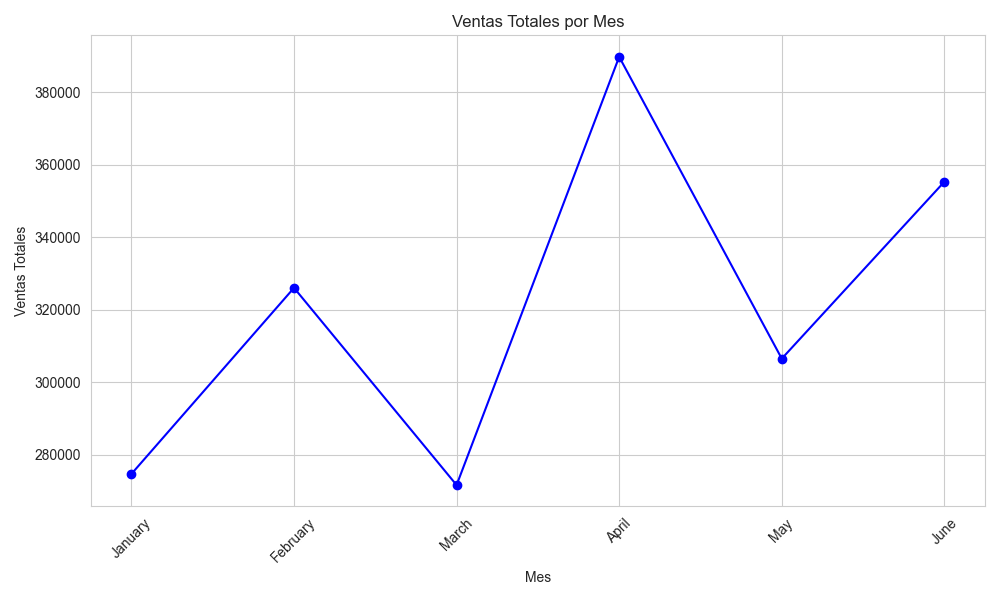 Ventas Totales por Mes
Ventas Totales
380000
360000
340000
320000
300000
280000
January
February
March
April
May
June
Mes